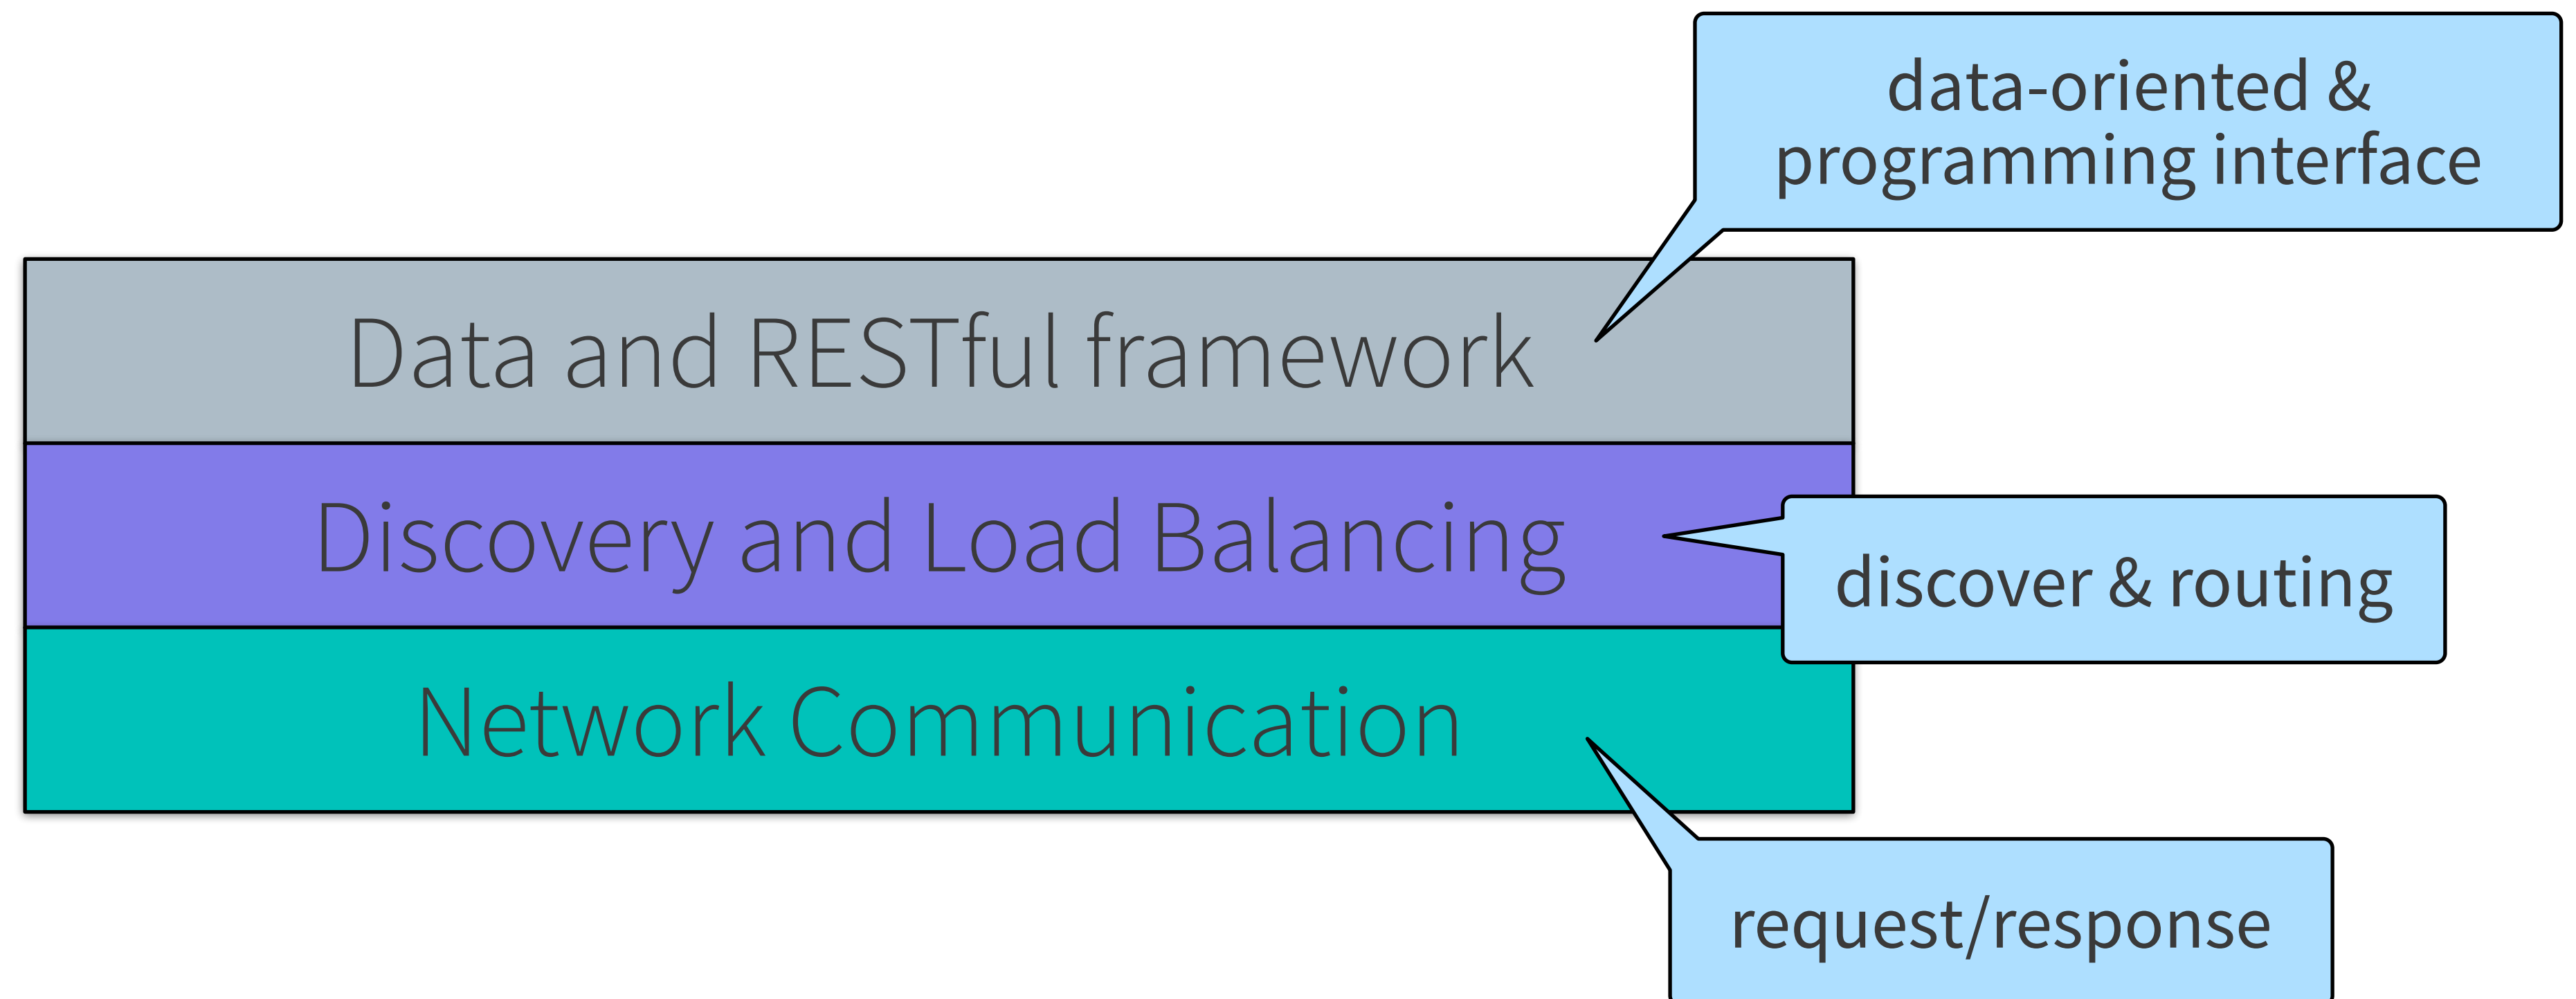 data-oriented &
programming interface
Data and RESTful framework
Discovery and Load Balancing
discover & routing
Network Communication
request/response